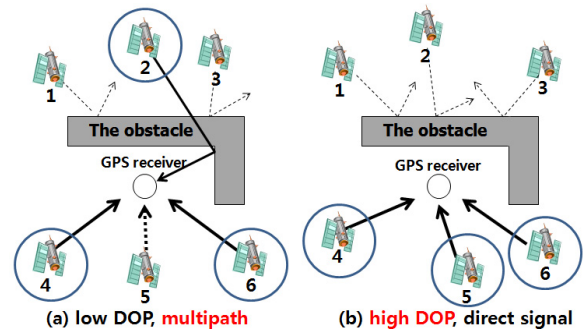 1
2
3
The obstacle
GPS receiver
4
5
6
(a) low DOP, multipath
1
2
3
The obstacle
GPS receiver
4
5
6
(b) high DOP, direct signal